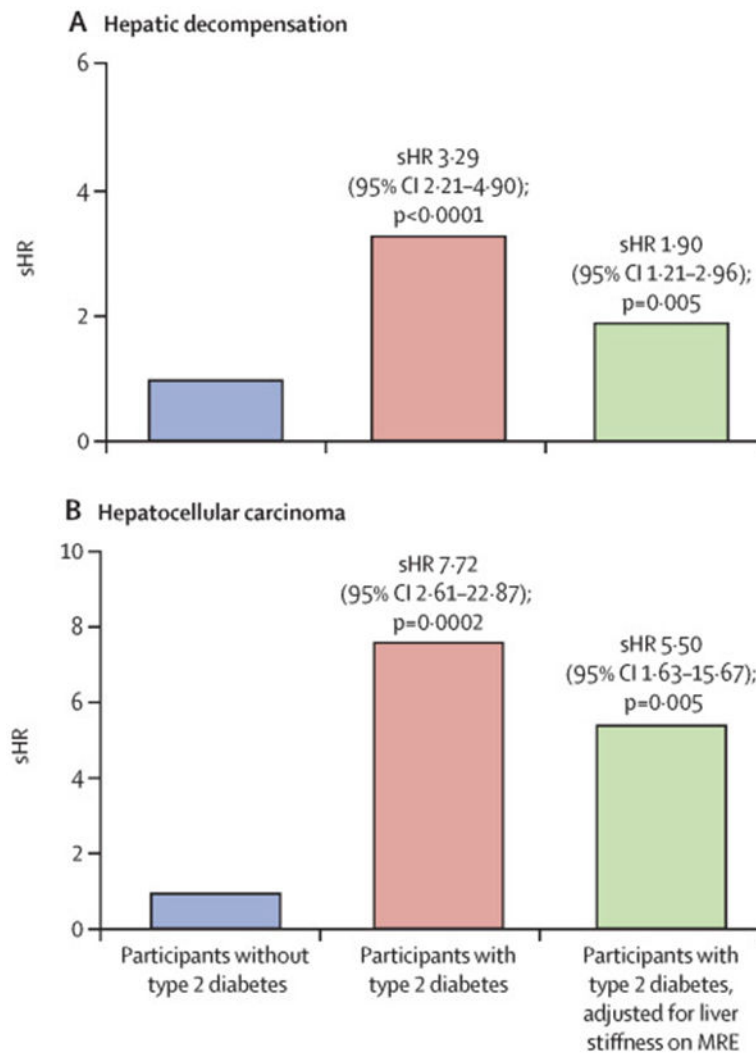 A Hepatic decompensation
6
4
2
0
sHR
sHR 3·29
(95% CI 2·21–4·90);
p<0·0001
sHR 1·90
(95% CI 1·21–2·96);
p=0·005
B Hepatocellular carcinoma
10
8
6
4
2
0
sHR
sHR 7·72
(95% CI 2·61–22·87);
p=0·0002
sHR 5·50
(95% CI 1·63–15·67);
p=0·005
Participants without
type 2 diabetes
Participants with
type 2 diabetes
Participants with
type 2 diabetes,
adjusted for liver
stiffness on MRE